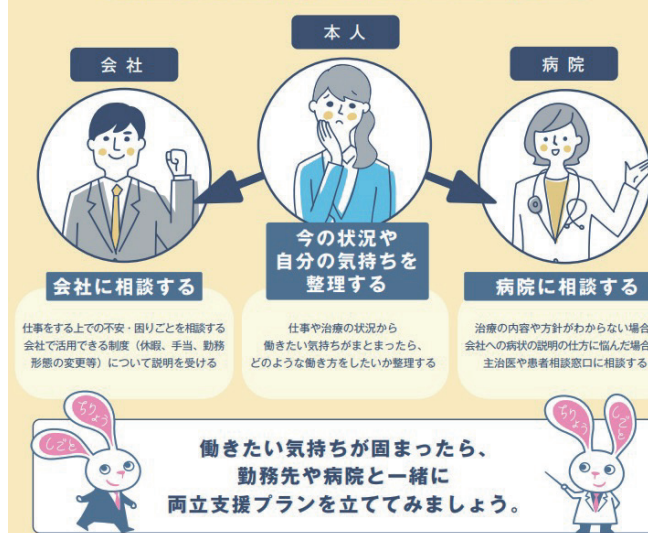 本人
会社
病院
今の状況や
自分の気持ちを
整理する
会社に相談する
病院に相談する
仕事をする上での不安・困りごとを相談する
会社で活用できる制度（休暇、手当、勤務
形態の変更等）について説明を受ける
仕事や治療の状況から
働きたい気持ちがまとまったら、
どのような働き方をしたいか整理する
治療の内容や方針がわからない場合
会社への病状の説明の仕方に悩んだ場合
主治医や患者相談窓口に相談する
ちりょう
しごと
働きたい気持ちが固まったら、
勤務先や病院と一緒に
両立支援プランを立ててみましょう。
ちりょう
しごと